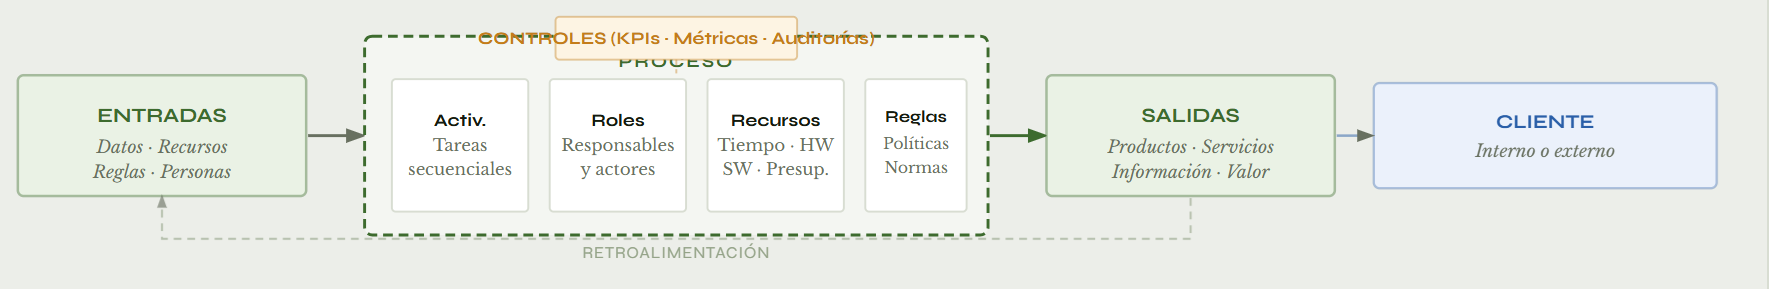 CONTROLES (KPIs · Métricas · Auditorías)
PROCESO
ENTRADAS
Datos · Recursos
Reglas · Personas
Activ.
Tareas
secuenciales
Roles
Responsables
y actores
Recursos
Tiempo · HW
SW · Presup.
Reglas
Políticas
Normas
SALIDAS
Productos · Servicios
Información · Valor
CLIENTE
Interno o externo
RETROALIMENTACIÓN